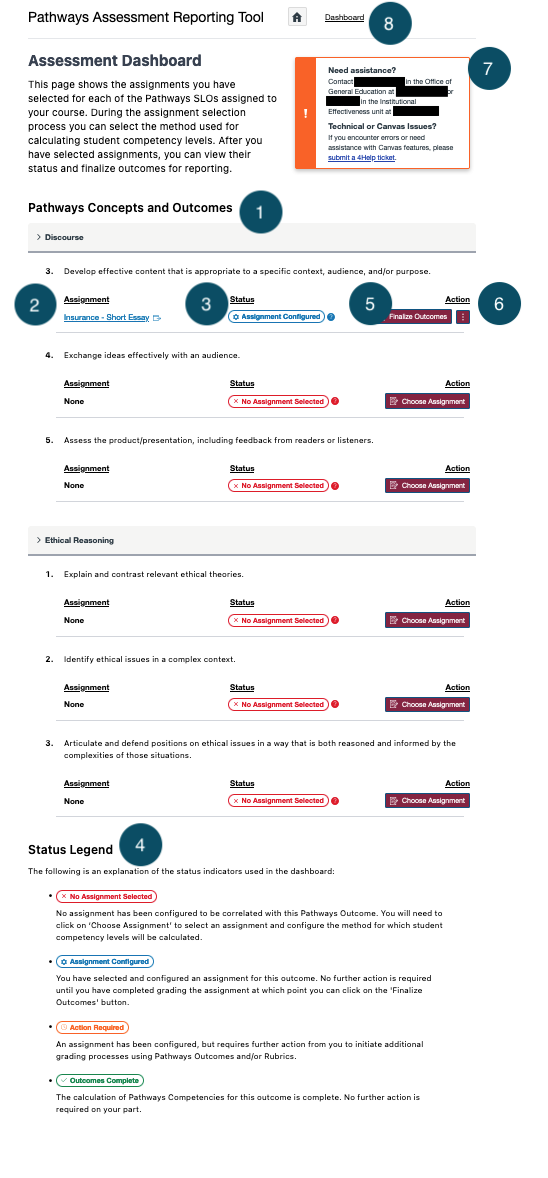 Pathways Assessment Reporting Tool
Dashboard
8
Assessment Dashboard
This page shows the assignments you have
selected for each of the Pathways SLOs assigned to
your course. During the assignment selection
process you can select the method used for
calculating student competency levels. After you
have selected assignments, you can view their
status and finalize outcomes for reporting.
7
!
Need assistance?
Contact in the Office of
General Education at or
in the Institutional
Effectiveness unit at
Technical or Canvas Issues?
If you encounter errors or need
assistance with Canvas features, please
submit a 4Help ticket.
Pathways Concepts and Outcomes
1
Discourse
3. Develop effective content that is appropriate to a specific context, audience, and/or purpose.
2
3
5
6
Assignment Status Action
Insurance - Short Essay Assignment Configured ? Finalize Outcomes
4. Exchange ideas effectively with an audience.
Assignment Status Action
None × No Assignment Selected ? Choose Assignment
5. Assess the product/presentation, including feedback from readers or listeners.
Assignment Status Action
None × No Assignment Selected ? Choose Assignment
Ethical Reasoning
1. Explain and contrast relevant ethical theories.
Assignment Status Action
None × No Assignment Selected ? Choose Assignment
2. Identify ethical issues in a complex context.
Assignment Status Action
None × No Assignment Selected ? Choose Assignment
3. Articulate and defend positions on ethical issues in a way that is both reasoned and informed by the
complexities of those situations.
Assignment Status Action
None × No Assignment Selected ? Choose Assignment
Status Legend
4
The following is an explanation of the status indicators used in the dashboard:
• × No Assignment Selected
No assignment has been configured to be correlated with this Pathways Outcome. You will need to
click on 'Choose Assignment' to select an assignment and configure the method for which student
competency levels will be calculated.
• Assignment Configured
You have selected and configured an assignment for this outcome. No further action is required
until you have completed grading the assignment at which point you can click on the 'Finalize
Outcomes' button.
• Action Required
An assignment has been configured, but requires further action from you to initiate additional
grading processes using Pathways Outcomes and/or Rubrics.
• Outcomes Complete
The calculation of Pathways Competencies for this outcome is complete. No further action is
required on your part.